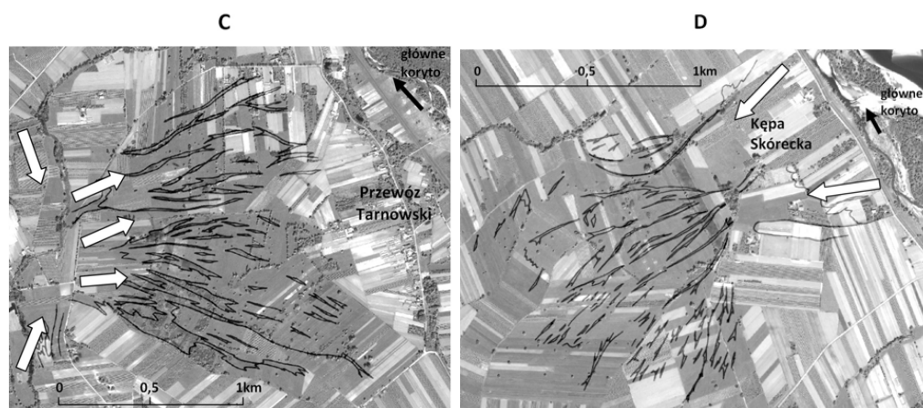 C
D
główne
koryto
Przewóz
Tarnowski
0
0,5
1km
0
0,5
1km
główne
koryto
Kępa
Skórecka